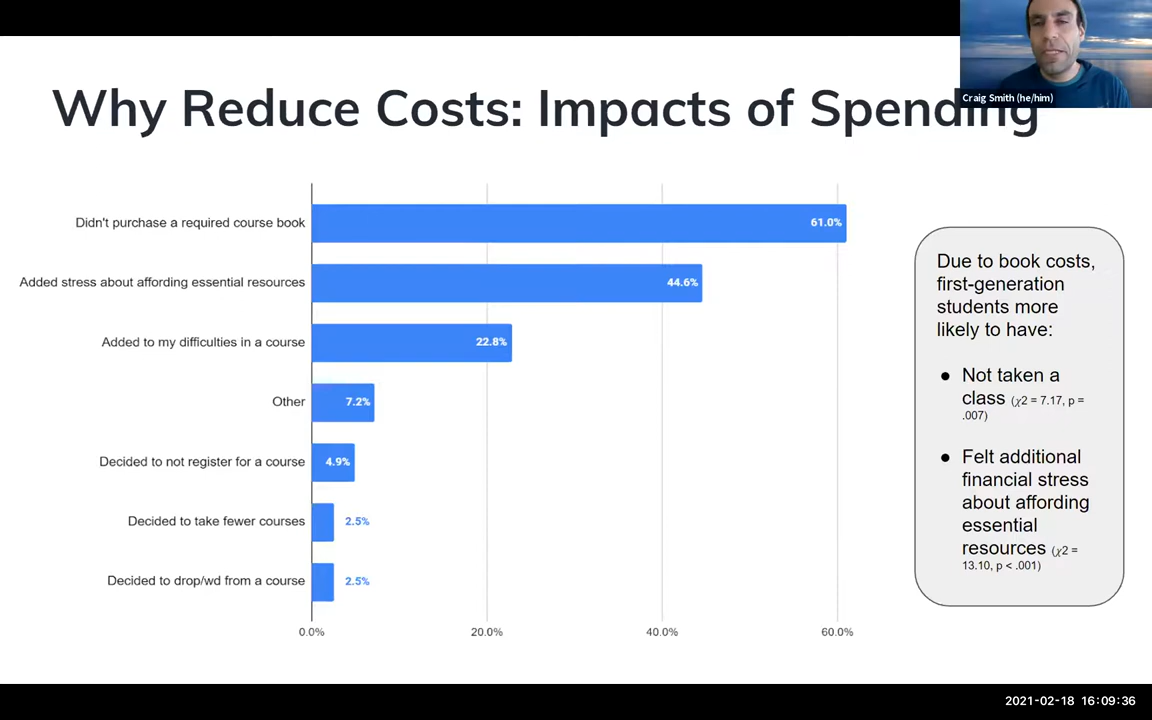 Craig Smith (he/him)
Why Reduce Costs: Impacts of Spending
Didn't purchase a required course book
61.0%
Added stress about affording essential resources
44.6%
Added to my difficulties in a course
22.8%
Other
7.2%
Decided to not register for a course
4.9%
Decided to take fewer courses
2.5%
Decided to drop/wd from a course
2.5%
0.0%
20.0%
40.0%
60.0%
Due to book costs,
first-generation
students more
likely to have:
● Not taken a
class (χ2 = 7.17, p =
.007)
● Felt additional
financial stress
about affording
essential
resources (χ2 =
13.10, p < .001)
2021-02-18 16:09:36